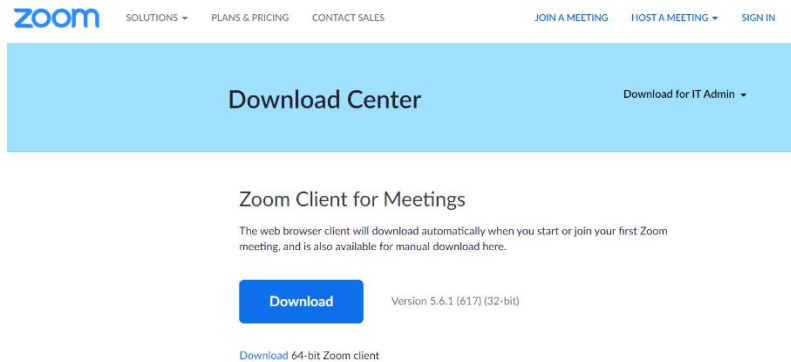 zoom SOLUTIONS PLANS & PRICING CONTACT SALES JOIN A MEETING HOST A MEETING SIGN IN
Download Center Download for IT Admin
Zoom Client for Meetings
The web browser client will download automatically when you start or join your first Zoom
meeting, and is also available for manual download here.
Download Version 5.6.1 (617) (32-bit)
Download 64-bit Zoom client